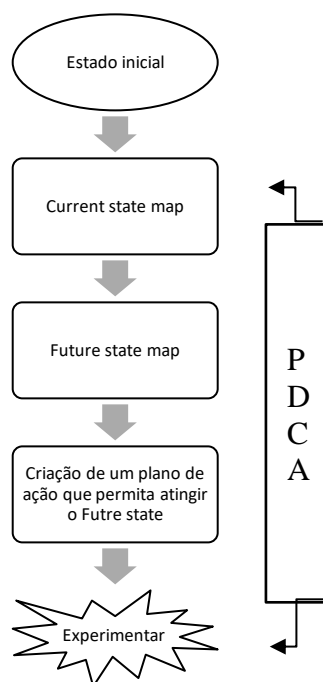 Estado inicial
Current state map
Future state map
Criação de um plano de
ação que permita atingir
o Futre state
Experimentar
P
D
C
A